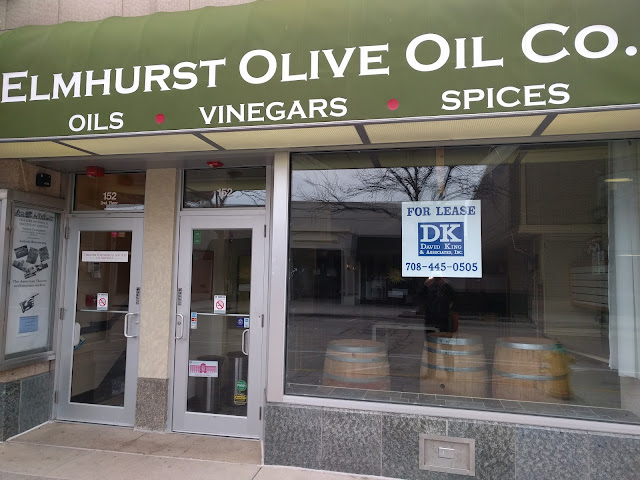 ELMHURST OLIVE OIL CO.
OILS • VINEGARS • SPICES
152
152
FOR LEASE
DK
DAVID KING
& ASSOCIATES, INC.
708-445-0505